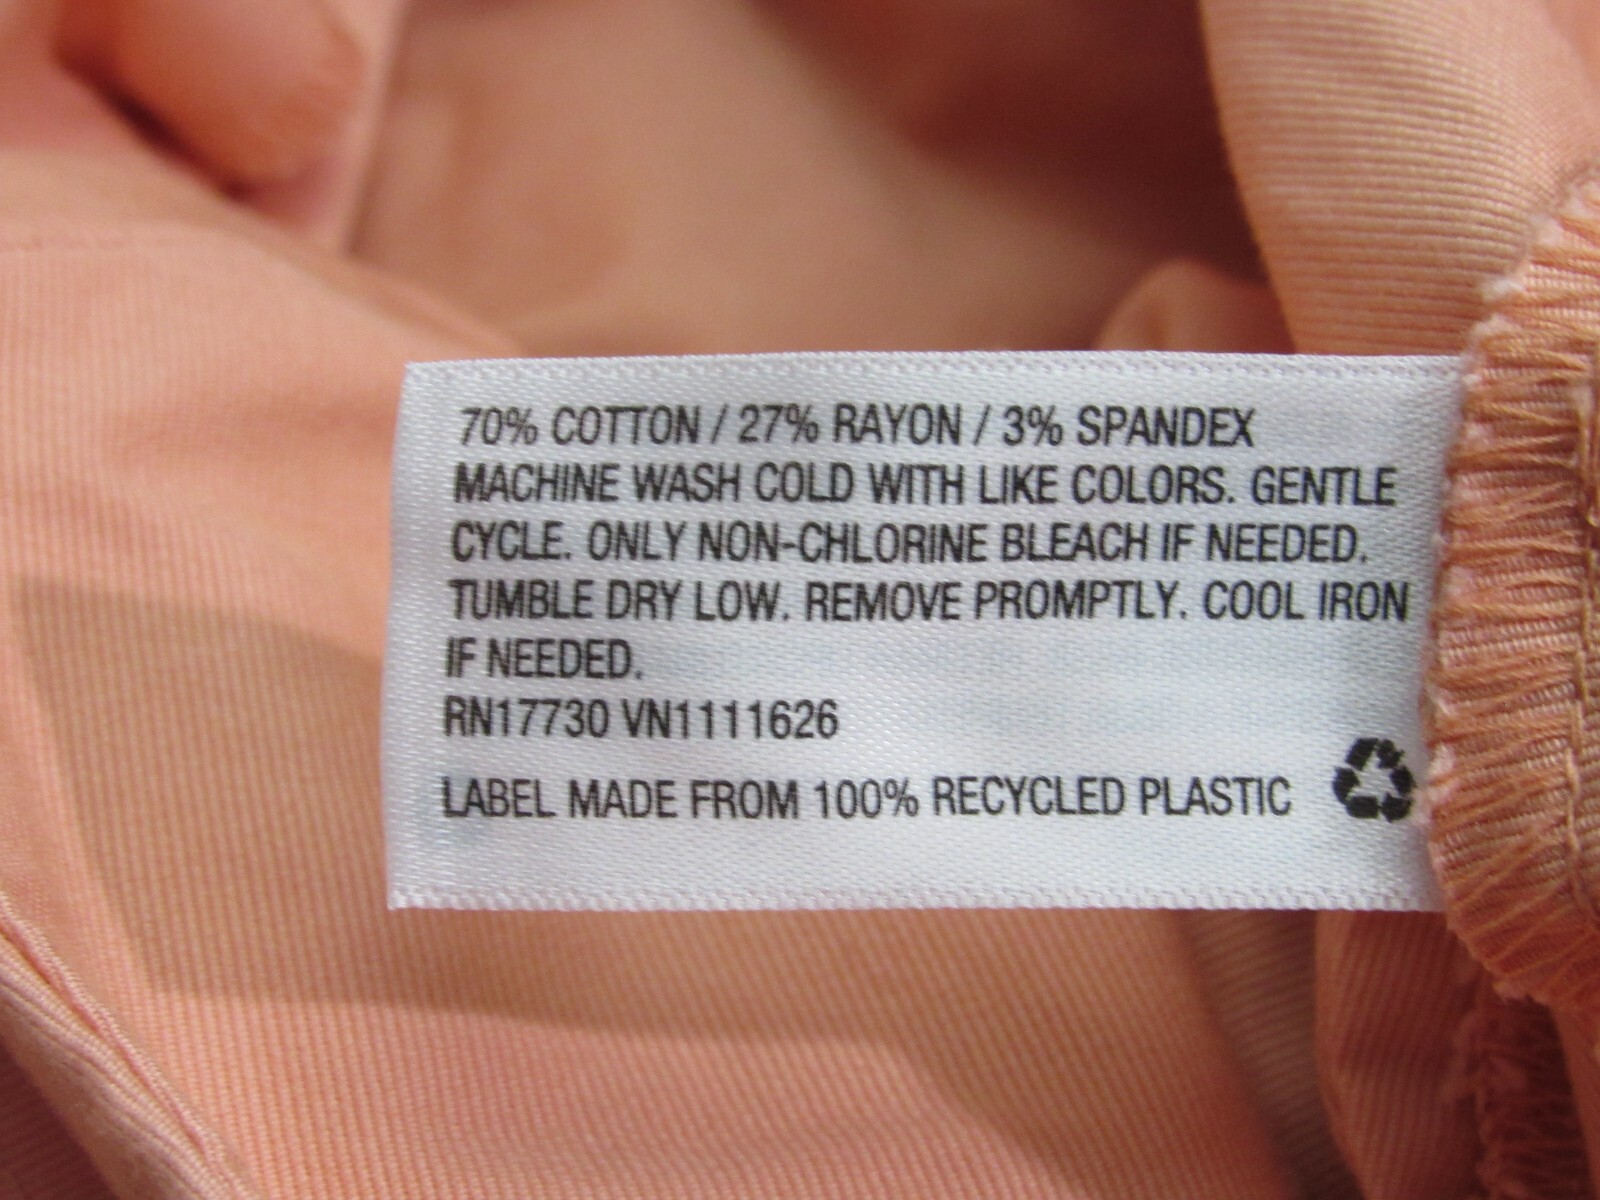 70% COTTON / 27% RAYON / 3% SPANDEX
MACHINE WASH COLD WITH LIKE COLORS. GENTLE
CYCLE. ONLY NON-CHLORINE BLEACH IF NEEDED.
TUMBLE DRY LOW. REMOVE PROMPTLY. COOL IRON
IF NEEDED.
RN17730 VN1111626
LABEL MADE FROM 100% RECYCLED PLASTIC